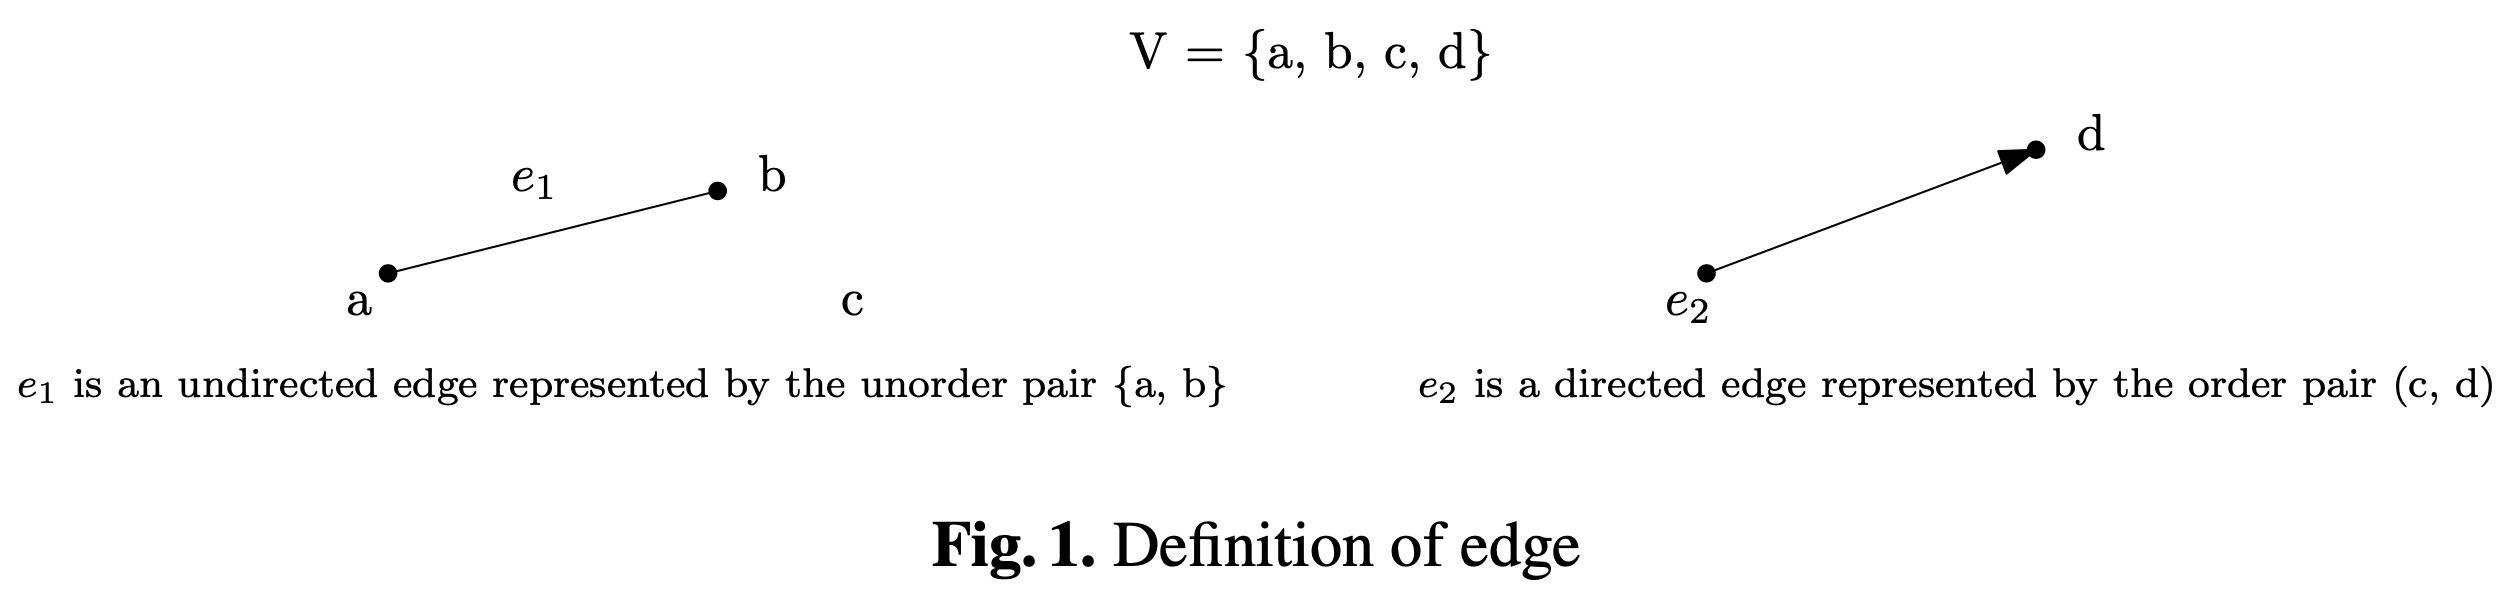 V = {a, b, c, d}
d
e₁
b
a
c
e₂
e₁ is an undirected edge represented by the unorder pair {a, b}
e₂ is a directed edge represented by the order pair (c, d)
Fig. 1. Definition of edge